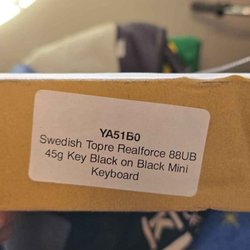 YA51B0
Swedish Topre Realforce 88UB
45g Key Black on Black Mini
Keyboard